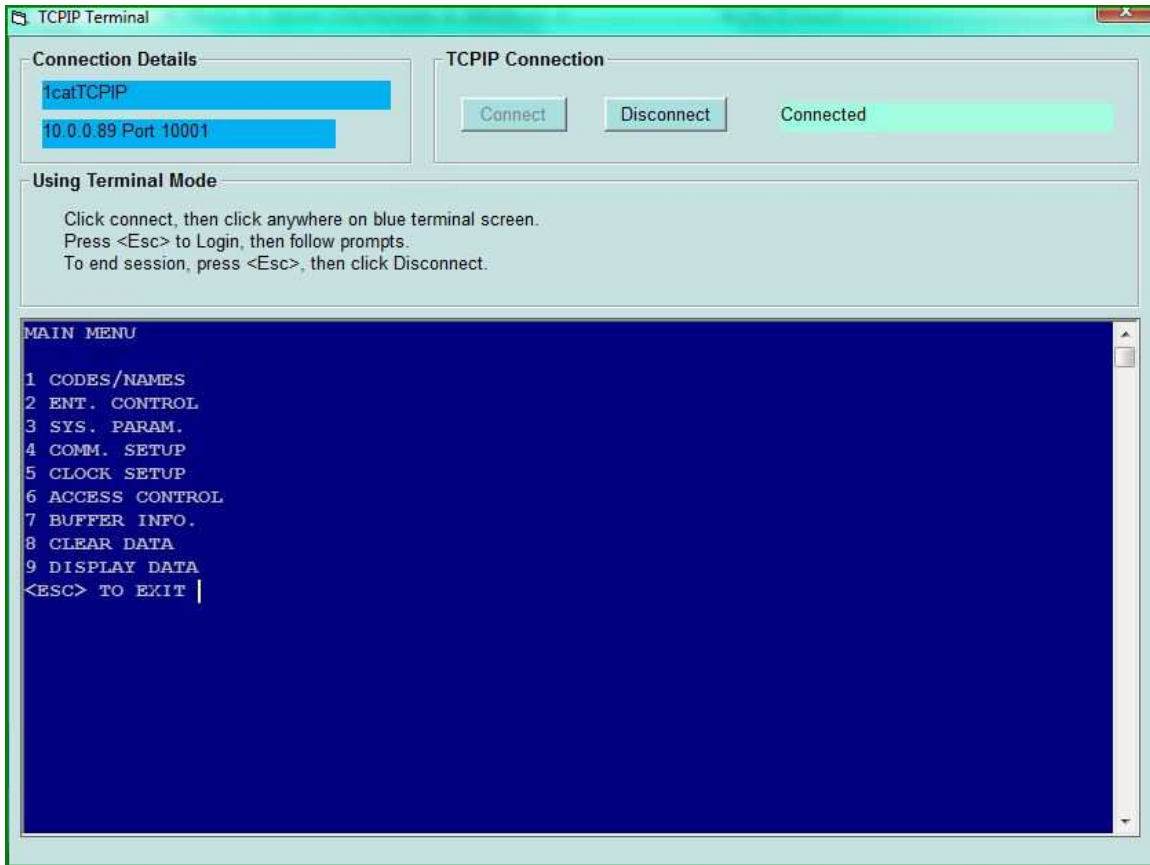 TCPIP Terminal
Connection Details
1catTCPIP
10.0.0.89 Port 10001
TCPIP Connection
Connect
Disconnect
Connected
Using Terminal Mode
Click connect, then click anywhere on blue terminal screen.
Press <Esc> to Login, then follow prompts.
To end session, press <Esc>, then click Disconnect.
MAIN MENU
1 CODES/NAMES
2 ENT. CONTROL
3 SYS. PARAM.
4 COMM. SETUP
5 CLOCK SETUP
6 ACCESS CONTROL
7 BUFFER INFO.
8 CLEAR DATA
9 DISPLAY DATA
<ESC> TO EXIT